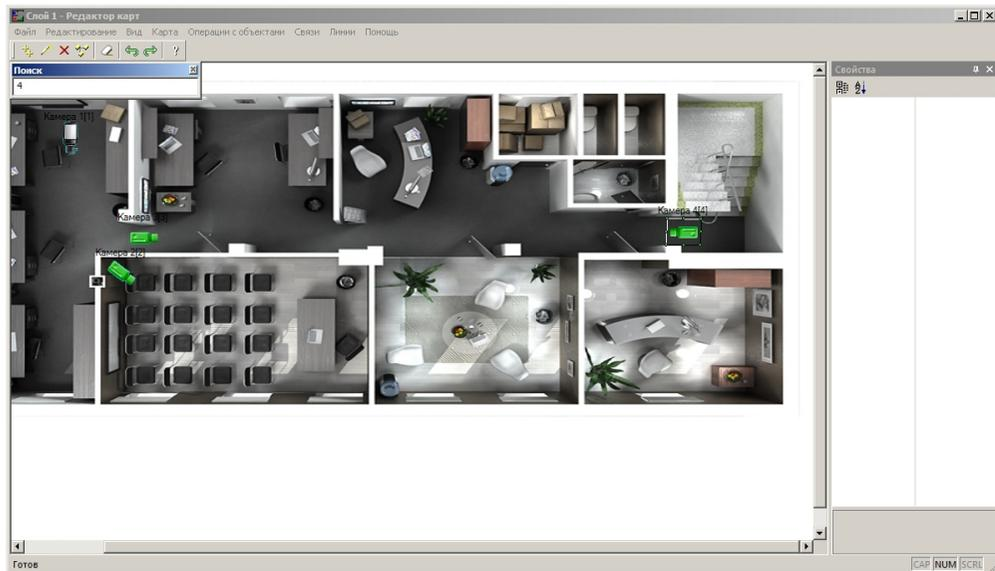 Слой 1 - Редактор карт
Файл Редактирование Вид Карта Операции с объектами Связи Линии Помощь
Поиск
4
Свойства
Камера 1[1]
Камера 3[3]
Камера 4[4]
Камера 2[2]
Готов
CAP NUM SCRL